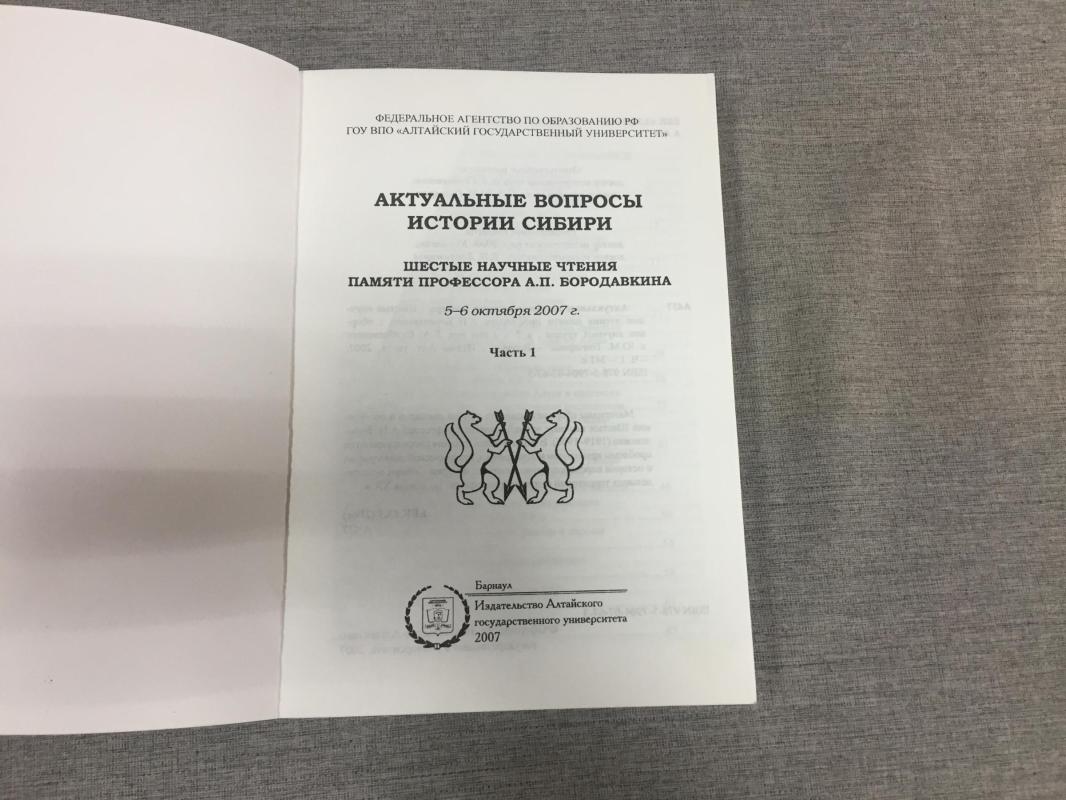 ФЕДЕРАЛЬНОЕ АГЕНТСТВО ПО ОБРАЗОВАНИЮ РФ
ГОУ ВПО «АЛТАЙСКИЙ ГОСУДАРСТВЕННЫЙ УНИВЕРСИТЕТ»
АКТУАЛЬНЫЕ ВОПРОСЫ
ИСТОРИИ СИБИРИ
ШЕСТЫЕ НАУЧНЫЕ ЧТЕНИЯ
ПАМЯТИ ПРОФЕССОРА А.П. БОРОДАВКИНА
5–6 октября 2007 г.
Часть 1
Барнаул
Издательство Алтайского
государственного университета
2007